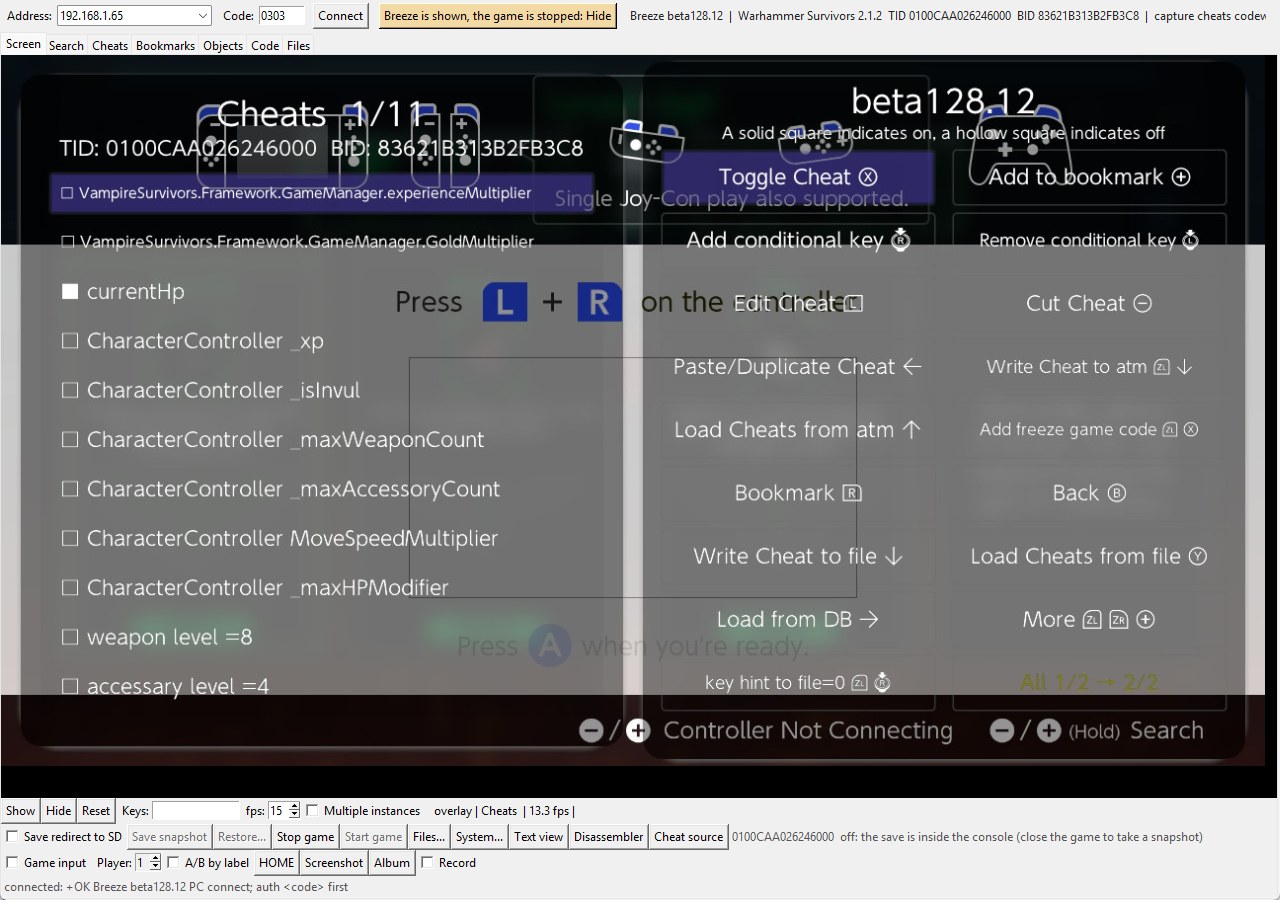 Address: 192.168.1.65 Code: 0303 Connect Breeze is shown, the game is stopped: Hide Breeze beta128.12 | Warhammer Survivors 2.1.2 TID 0100CAA026246000 BID 83621B313B2FB3C8 | capture cheats codew
Screen Search Cheats Bookmarks Objects Code Files
Cheats 1/11
TID: 0100CAA026246000 BID: 83621B313B2FB3C8
VampireSurvivors.Framework.GameManager.experienceMultiplier
VampireSurvivors.Framework.GameManager.GoldMultiplier
currentHp
CharacterController _xp
CharacterController _isInvul
CharacterController _maxWeaponCount
CharacterController _maxAccessoryCount
CharacterController MoveSpeedMultiplier
CharacterController _maxHPModifier
weapon level =8
accessary level =4
beta128.12
A solid square indicates on, a hollow square indicates off
Toggle Cheat X
Add to bookmark +
Single Joy-Con play also supported.
Add conditional key R
Remove conditional key L
Press L + R on the controller
Edit Cheat L
Cut Cheat −
Paste/Duplicate Cheat ←
Write Cheat to atm ZL ↓
Load Cheats from atm ↑
Add freeze game code ZL X
Bookmark R
Back B
Write Cheat to file ↓
Load Cheats from file Y
Load from DB →
More ZL ZR +
Press A when you're ready.
key hint to file=0 ZL R
All 1/2 → 2/2
−/+ Controller Not Connecting −/+ (Hold) Search
Show Hide Reset Keys: fps: 15 Multiple instances overlay | Cheats | 13.3 fps |
Save redirect to SD Save snapshot Restore... Stop game Start game Files... System... Text view Disassembler Cheat source 0100CAA026246000 off: the save is inside the console (close the game to take a snapshot)
Game input Player: 1 A/B by label HOME Screenshot Album Record
connected: +OK Breeze beta128.12 PC connect; auth <code> first